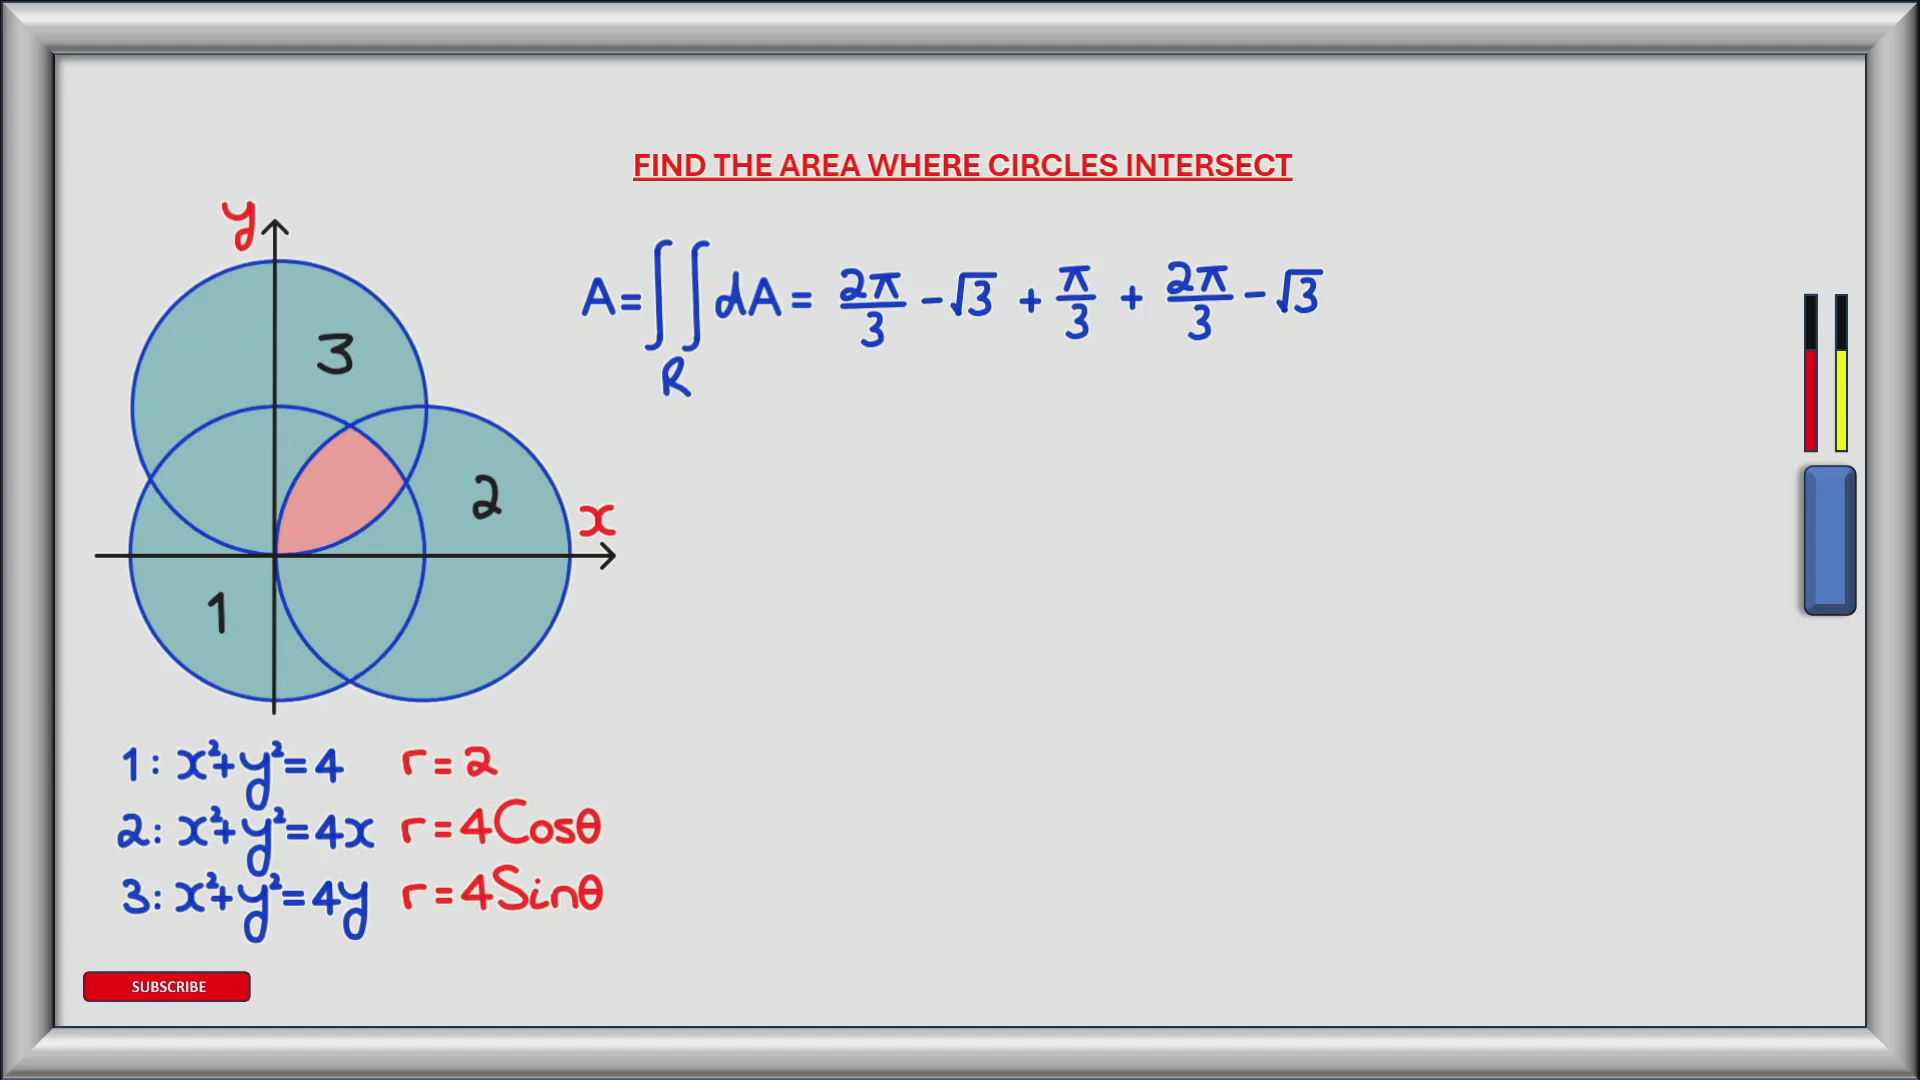 FIND THE AREA WHERE CIRCLES INTERSECT
y
A = ∫∫ dA = 2π/3 - √3 + π/3 + 2π/3 - √3
R
3
2
x
1
1: x²+y²=4 r=2
2: x²+y²=4x r=4Cosθ
3: x²+y²=4y r=4Sinθ
SUBSCRIBE